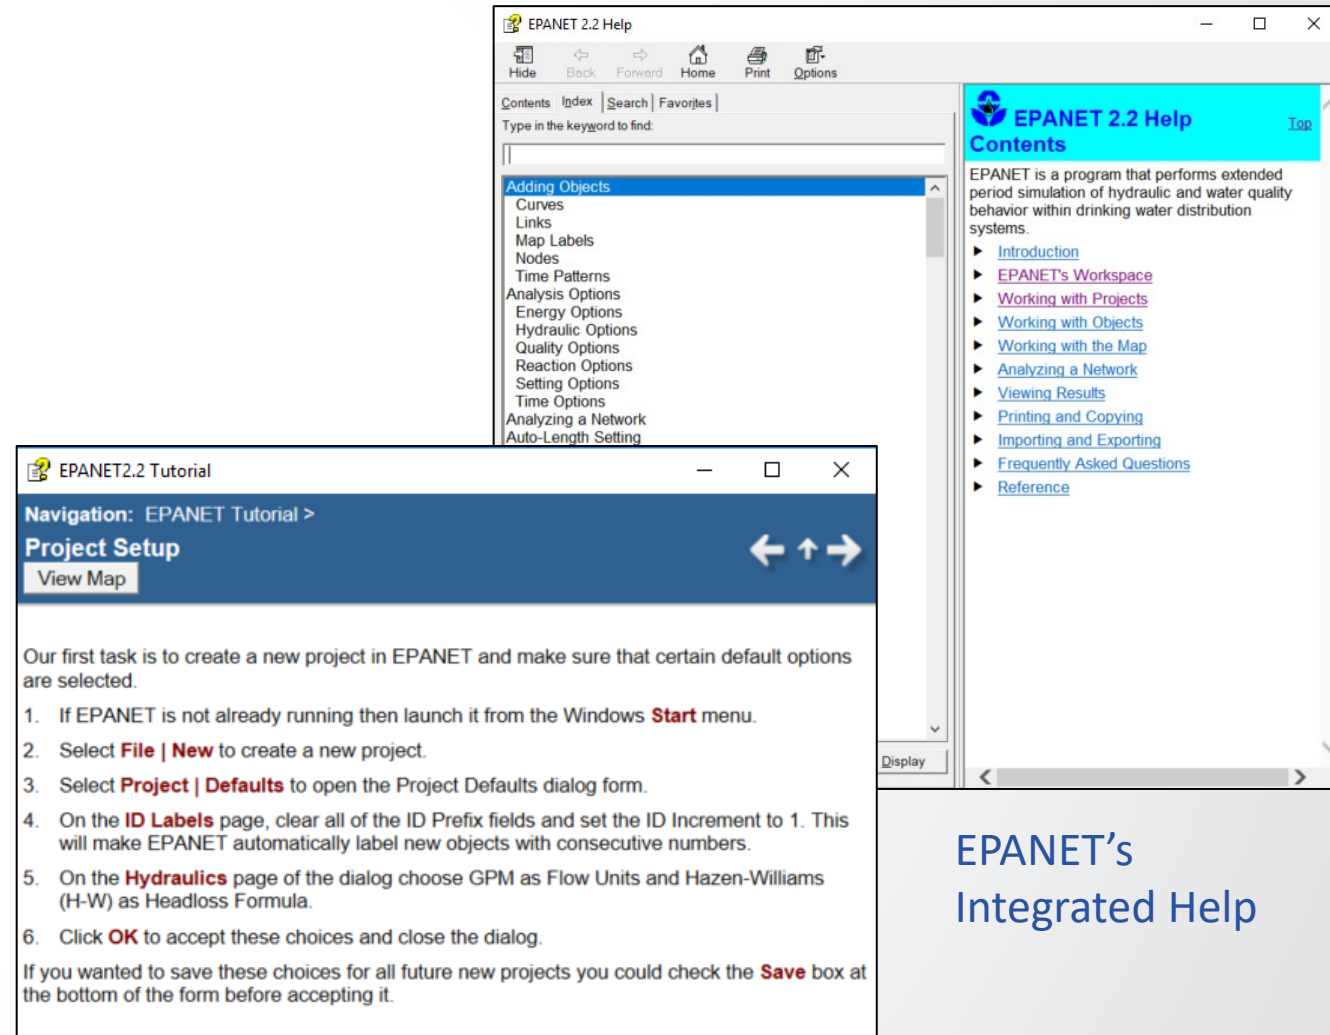 EPANET 2.2 Help
Hide Back Forward Home Print Options
Contents Index Search Favorites
Type in the keyword to find:
Adding Objects
Curves
Links
Map Labels
Nodes
Time Patterns
Analysis Options
Energy Options
Hydraulic Options
Quality Options
Reaction Options
Setting Options
Time Options
Analyzing a Network
Auto-Length Setting
Display
EPANET 2.2 Help
Top
Contents
EPANET is a program that performs extended
period simulation of hydraulic and water quality
behavior within drinking water distribution
systems.
Introduction
EPANET's Workspace
Working with Projects
Working with Objects
Working with the Map
Analyzing a Network
Viewing Results
Printing and Copying
Importing and Exporting
Frequently Asked Questions
Reference
EPANET2.2 Tutorial
Navigation: EPANET Tutorial >
Project Setup
View Map
Our first task is to create a new project in EPANET and make sure that certain default options
are selected.
1. If EPANET is not already running then launch it from the Windows Start menu.
2. Select File | New to create a new project.
3. Select Project | Defaults to open the Project Defaults dialog form.
4. On the ID Labels page, clear all of the ID Prefix fields and set the ID Increment to 1. This
will make EPANET automatically label new objects with consecutive numbers.
5. On the Hydraulics page of the dialog choose GPM as Flow Units and Hazen-Williams
(H-W) as Headloss Formula.
6. Click OK to accept these choices and close the dialog.
If you wanted to save these choices for all future new projects you could check the Save box at
the bottom of the form before accepting it.
EPANET’s
Integrated Help